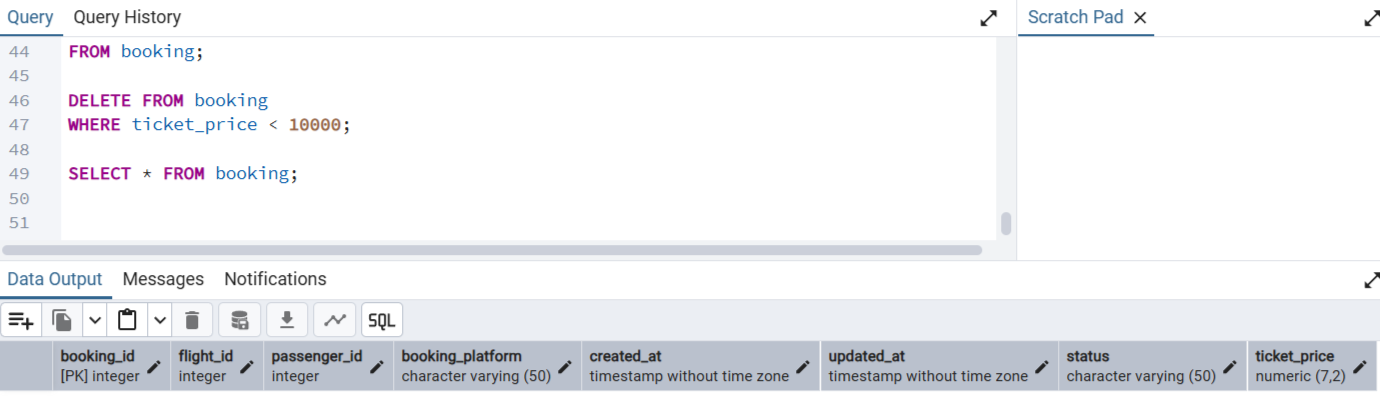 Query Query History Scratch Pad ×
44 FROM booking;
45
46 DELETE FROM booking
47 WHERE ticket_price < 10000;
48
49 SELECT * FROM booking;
50
51
Data Output Messages Notifications
SQL
booking_id flight_id passenger_id booking_platform created_at updated_at status ticket_price
[PK] integer integer integer character varying (50) timestamp without time zone timestamp without time zone character varying (50) numeric (7,2)